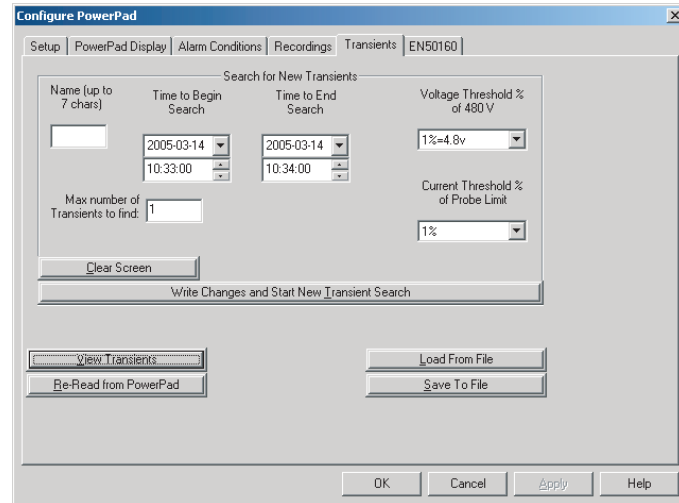 Configure PowerPad
Setup PowerPad Display Alarm Conditions Recordings Transients EN50160
Search for New Transients
Name (up to
7 chars)
Time to Begin
Search
Time to End
Search
Voltage Threshold %
of 480 V
2005-03-14
2005-03-14
1%=4.8v
10:33:00
10:34:00
Current Threshold %
of Probe Limit
Max number of
Transients to find:
1
1%
Clear Screen
Write Changes and Start New Transient Search
View Transients
Load From File
Re-Read from PowerPad
Save To File
OK Cancel Apply Help